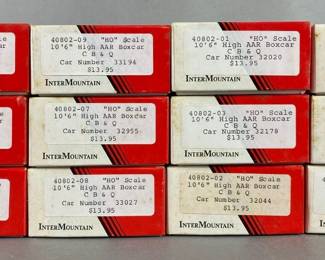 40802-09 "HO" Scale
10'6" High AAR Boxcar
C B & Q
Car Number 33194
$13.95
INTERMOUNTAIN
40802-01 "HO" Scale
10'6" High AAR Boxcar
C B & Q
Car Number 32020
$13.95
INTERMOUNTAIN
40802-07 "HO" Scale
10'6" High AAR Boxcar
C B & Q
Car Number 32955
$13.95
INTERMOUNTAIN
40802-03 "HO" Scale
10'6" High AAR Boxcar
C B & Q
Car Number 32178
$13.95
INTERMOUNTAIN
40802-08 "HO" Scale
10'6" High AAR Boxcar
C B & Q
Car Number 33027
$13.95
INTERMOUNTAIN
40802-02 "HO" Scale
10'6" High AAR Boxcar
C B & Q
Car Number 32044
$13.95
INTERMOUNTAIN